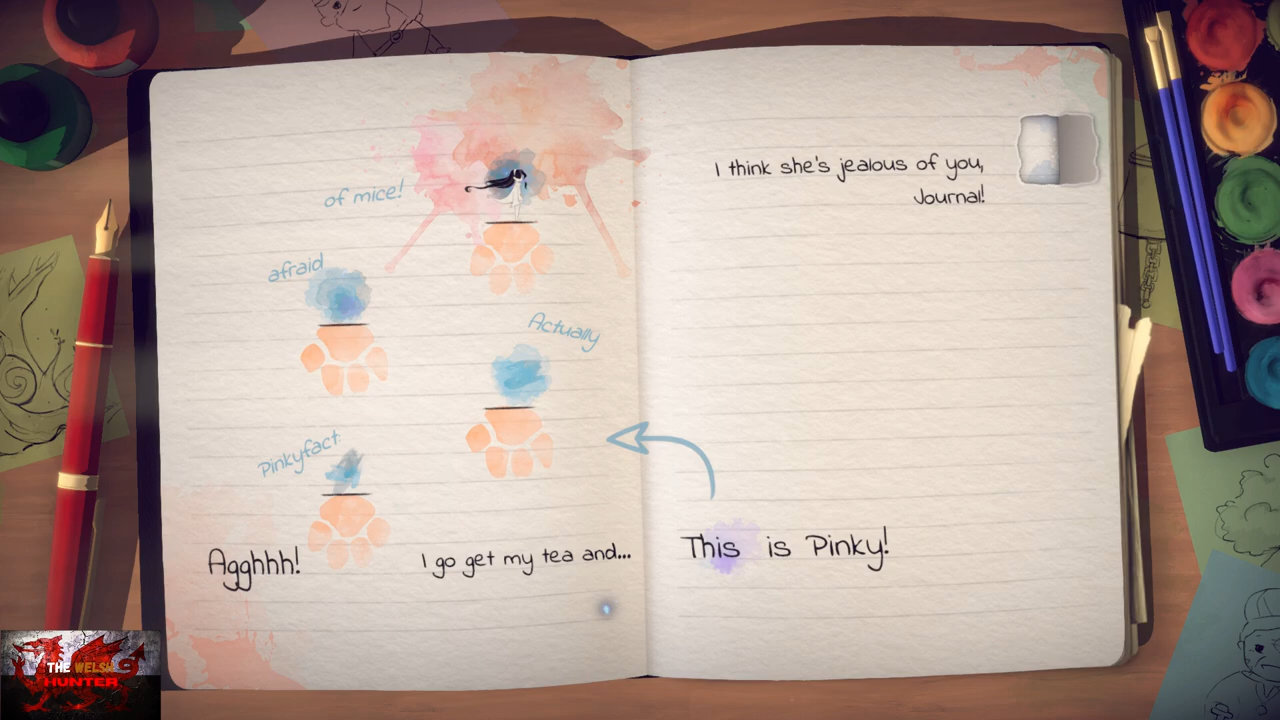 of mice!
afraid
Actually
Pinkyfact:
Agghhh!
I go get my tea and...
I think she's jealous of you,
Journal!
This is Pinky!
THE WELSH
HUNTER